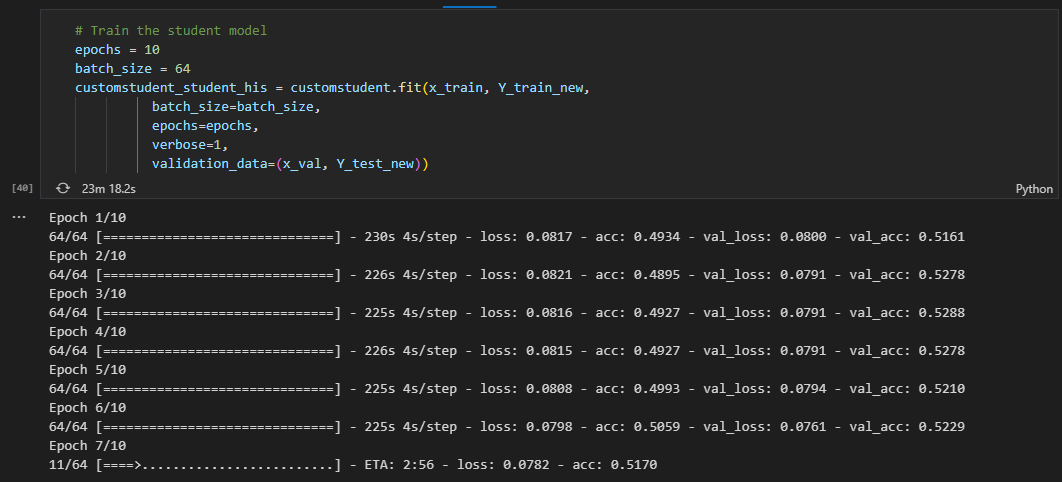 # Train the student model
epochs = 10
batch_size = 64
customstudent_student_his = customstudent.fit(x_train, Y_train_new,
batch_size=batch_size,
epochs=epochs,
verbose=1,
validation_data=(x_val, Y_test_new))
[40] 23m 18.2s Python
... Epoch 1/10
64/64 [==============================] - 230s 4s/step - loss: 0.0817 - acc: 0.4934 - val_loss: 0.0800 - val_acc: 0.5161
Epoch 2/10
64/64 [==============================] - 226s 4s/step - loss: 0.0821 - acc: 0.4895 - val_loss: 0.0791 - val_acc: 0.5278
Epoch 3/10
64/64 [==============================] - 225s 4s/step - loss: 0.0816 - acc: 0.4927 - val_loss: 0.0791 - val_acc: 0.5288
Epoch 4/10
64/64 [==============================] - 226s 4s/step - loss: 0.0815 - acc: 0.4927 - val_loss: 0.0791 - val_acc: 0.5278
Epoch 5/10
64/64 [==============================] - 225s 4s/step - loss: 0.0808 - acc: 0.4993 - val_loss: 0.0794 - val_acc: 0.5210
Epoch 6/10
64/64 [==============================] - 225s 4s/step - loss: 0.0798 - acc: 0.5059 - val_loss: 0.0761 - val_acc: 0.5229
Epoch 7/10
11/64 [====>.........................] - ETA: 2:56 - loss: 0.0782 - acc: 0.5170